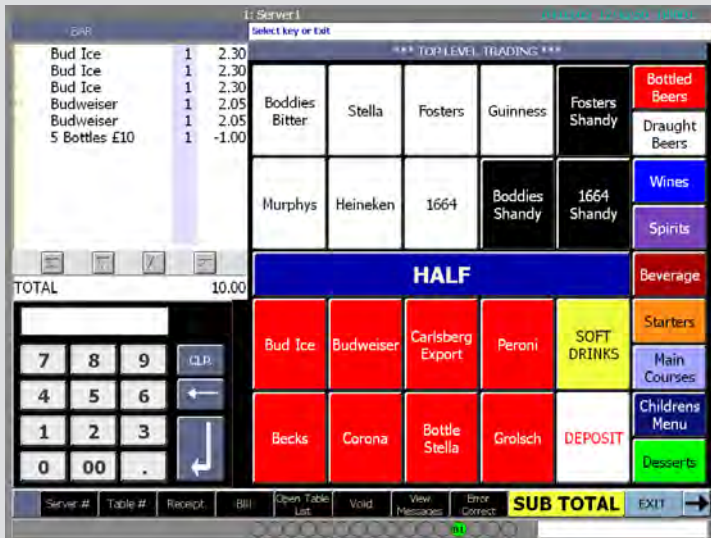 1: Server1
BAR
Select key or Exit
*** TOP LEVEL TRADING ***
Bud Ice 1 2.30
Bud Ice 1 2.30
Bud Ice 1 2.30
Budweiser 1 2.05
Budweiser 1 2.05
5 Bottles £10 1 -1.00
TOTAL 10.00
Boddies Bitter
Stella
Fosters
Guinness
Fosters Shandy
Murphys
Heineken
1664
Boddies Shandy
1664 Shandy
HALF
Bud Ice
Budweiser
Carlsberg Export
Peroni
SOFT DRINKS
Becks
Corona
Bottle Stella
Grolsch
DEPOSIT
Bottled Beers
Draught Beers
Wines
Spirits
Beverage
Starters
Main Courses
Childrens Menu
Desserts
7 8 9 CLR
4 5 6
1 2 3
0 00 .
Server # Table # Receipt Bill Open Table List Void View Messages Error Correct SUB TOTAL EXIT